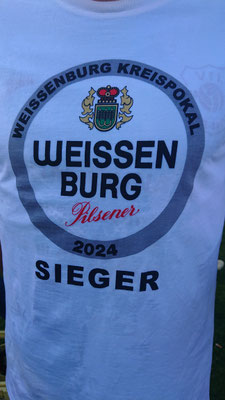 WEISSENBURG KREISPOKAL
WEISSEN
BURG
Pilsener
2024
SIEGER